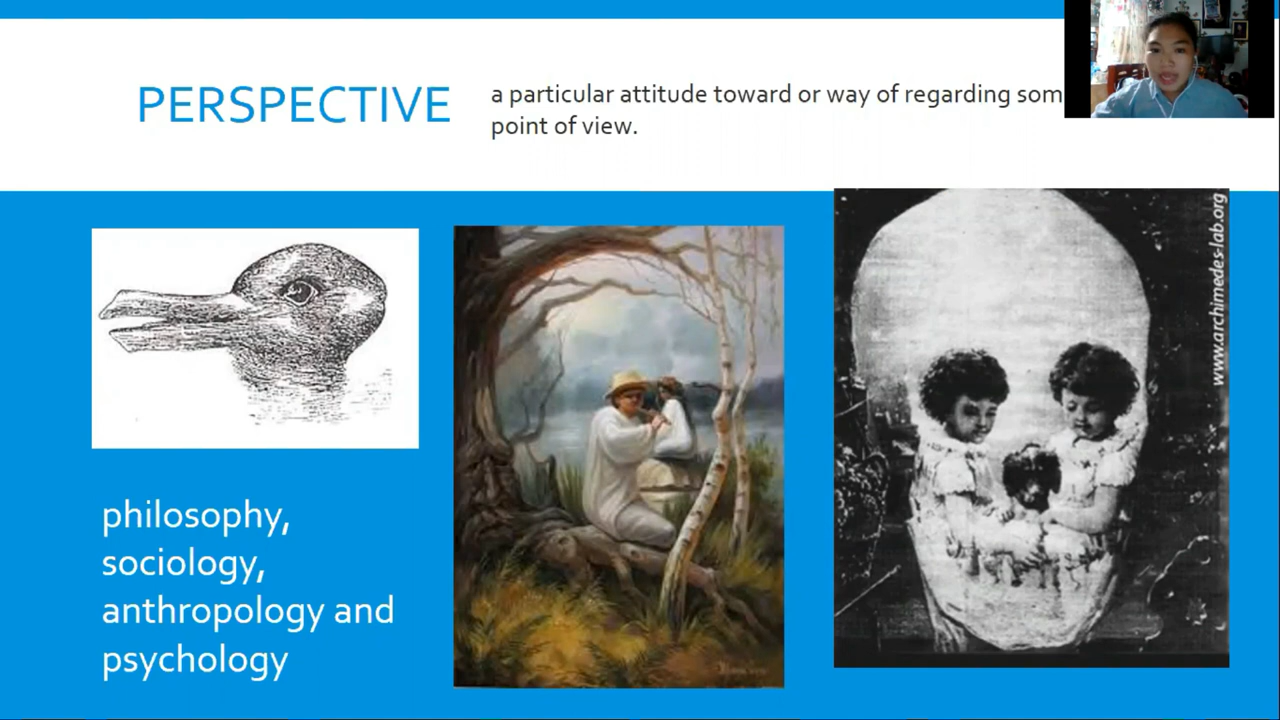 PERSPECTIVE
a particular attitude toward or way of regarding som
point of view.
www.archimedes-lab.org
philosophy,
sociology,
anthropology and
psychology